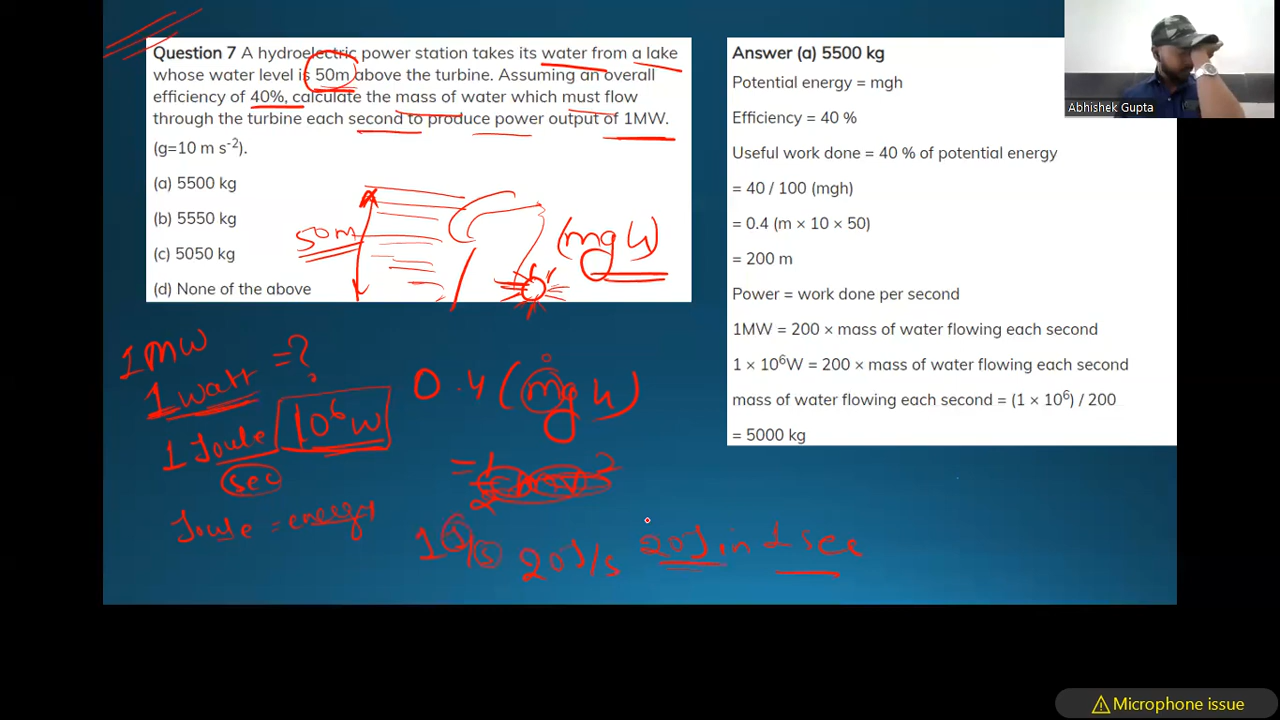 Question 7 A hydroelectric power station takes its water from a lake
whose water level is 50m above the turbine. Assuming an overall
efficiency of 40%, calculate the mass of water which must flow
through the turbine each second to produce power output of 1MW.
(g=10 m s⁻²).
(a) 5500 kg
(b) 5550 kg
(c) 5050 kg
(d) None of the above
50m
(mgh)
1MW
1 watt = ?
1 Joule
sec
10⁶W
Joule = energy
0.4 (ṁgh)
1 J/s 20J/s 20J in 1 sec
Answer (a) 5500 kg
Potential energy = mgh
Efficiency = 40 %
Useful work done = 40 % of potential energy
= 40 / 100 (mgh)
= 0.4 (m × 10 × 50)
= 200 m
Power = work done per second
1MW = 200 × mass of water flowing each second
1 × 10⁶W = 200 × mass of water flowing each second
mass of water flowing each second = (1 × 10⁶) / 200
= 5000 kg
Abhishek Gupta
Microphone issue